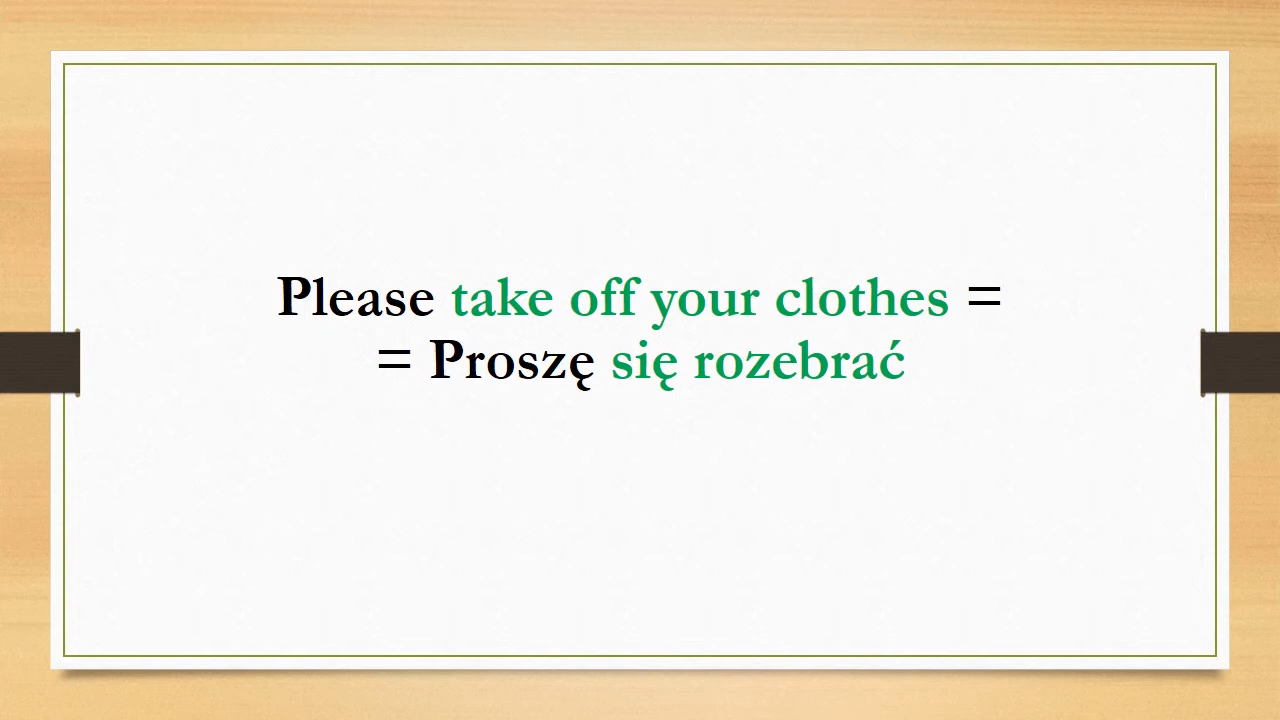 Please take off your clothes =
= Proszę się rozebrać